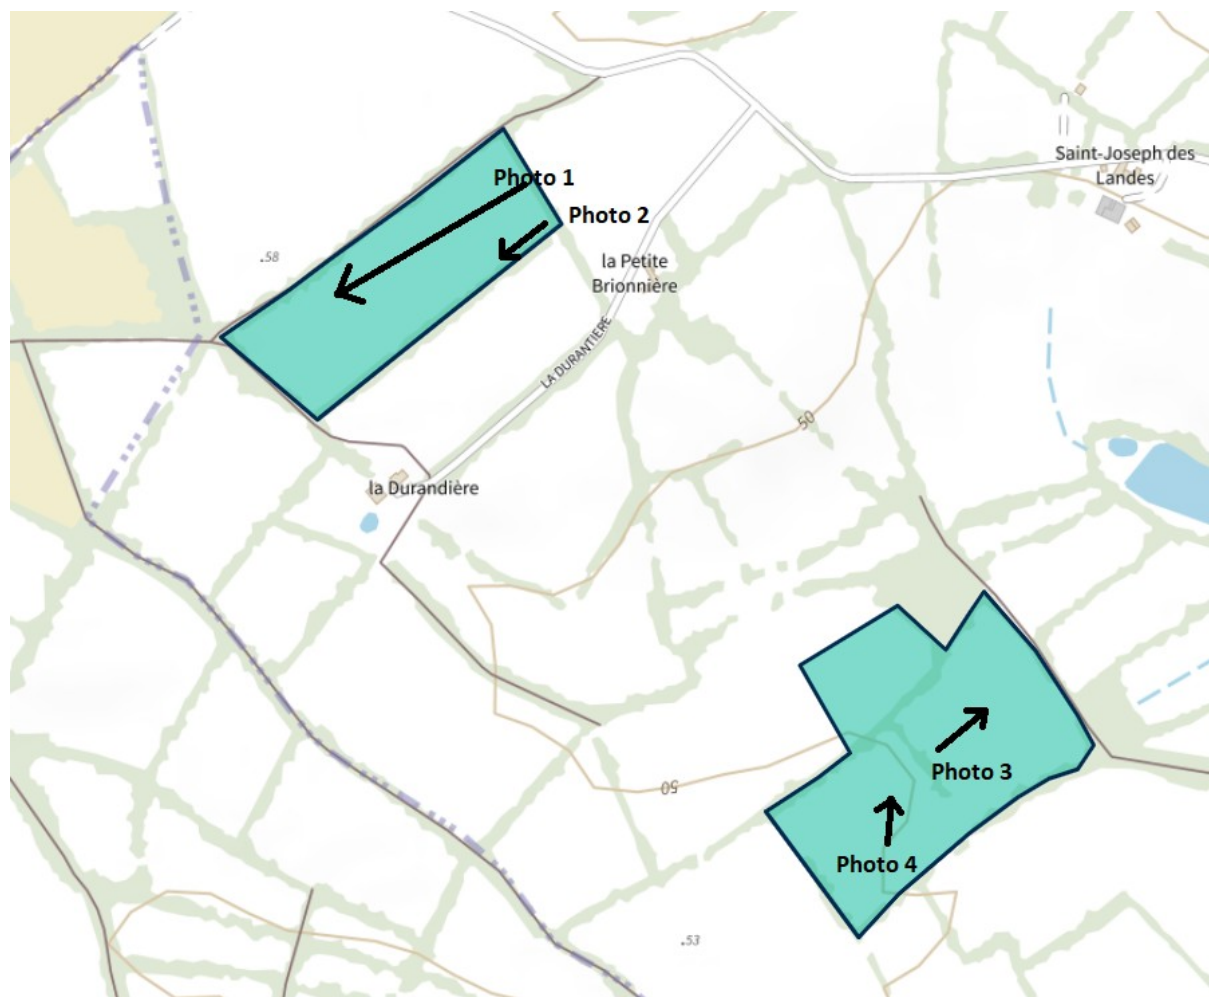 Saint-Joseph des
Landes
Photo 1
Photo 2
.58
la Petite
Brionnière
LA DURANTIERE
50
la Durandière
Photo 3
50
Photo 4
.53